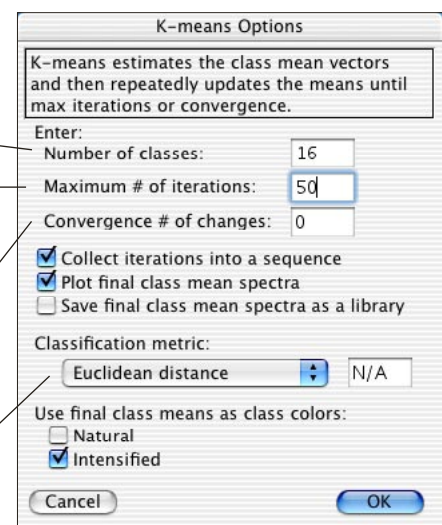 K-means Options
K-means estimates the class mean vectors
and then repeatedly updates the means until
max iterations or convergence.
Enter:
Number of classes: 16
Maximum # of iterations: 50
Convergence # of changes: 0
Collect iterations into a sequence
Plot final class mean spectra
Save final class mean spectra as a library
Classification metric:
Euclidean distance N/A
Use final class means as class colors:
Natural
Intensified
Cancel OK